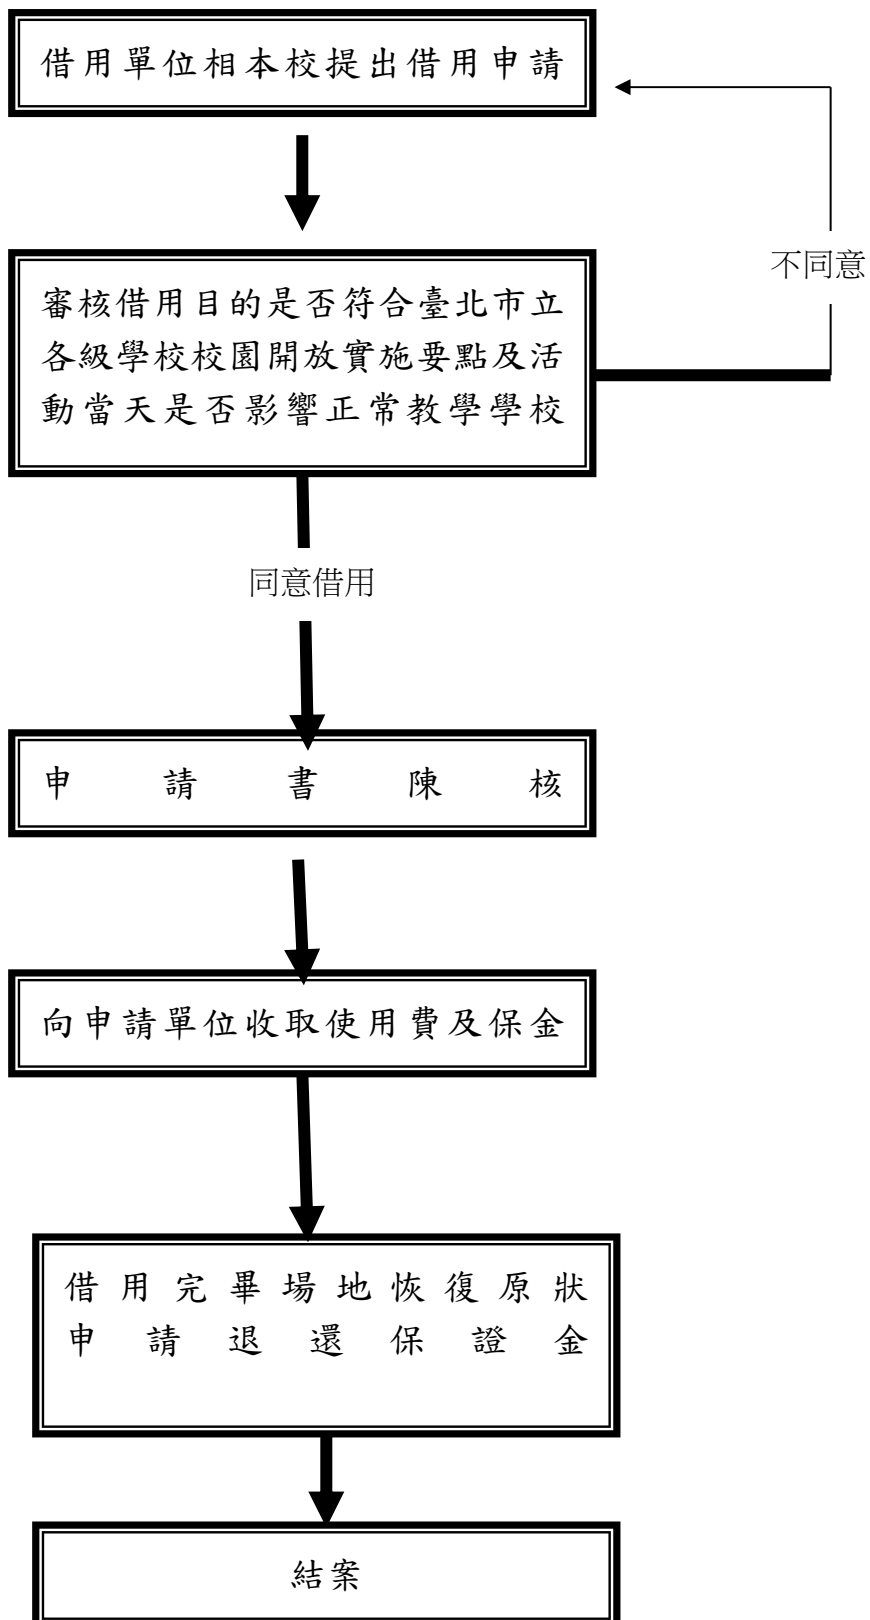 借用單位相本校提出借用申請
不同意
審核借用目的是否符合臺北市立
各級學校校園開放實施要點及活
動當天是否影響正常教學學校
同意借用
申請書陳核
向申請單位收取使用費及保金
借用完畢場地恢復原狀
申請退還保證金
結案